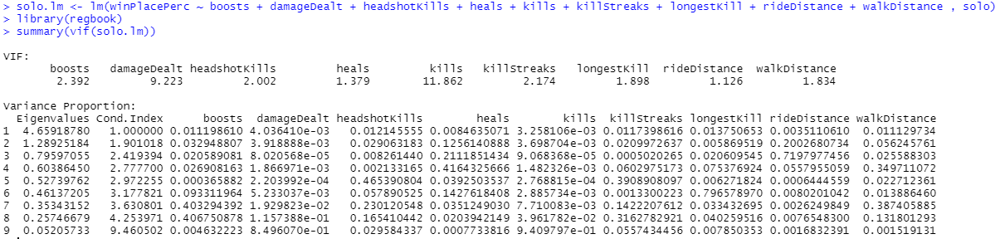 > solo.lm <- lm(winPlacePerc ~ boosts + damageDealt + headshotKills + heals + kills + killStreaks + longestKill + rideDistance + walkDistance , solo)
> library(regbook)
> summary(vif(solo.lm))
VIF:
boosts damageDealt headshotKills heals kills killStreaks longestKill rideDistance walkDistance
2.392 9.223 2.002 1.379 11.862 2.174 1.898 1.126 1.834
Variance Proportion:
Eigenvalues Cond.Index boosts damageDealt headshotKills heals kills killStreaks longestKill rideDistance walkDistance
1 4.65918780 1.000000 0.011198610 4.036410e-03 0.012145555 0.0084635071 3.258106e-03 0.0117398616 0.013750653 0.0035110610 0.011129734
2 1.28925184 1.901018 0.032948807 3.918888e-03 0.029063183 0.1256140888 3.698704e-03 0.0209972637 0.005869519 0.2002680734 0.056245761
3 0.79597055 2.419394 0.020589081 8.020568e-05 0.008261440 0.2111851434 9.068368e-05 0.0005020265 0.020609545 0.7197977456 0.025588303
4 0.60386450 2.777700 0.026908163 1.866971e-03 0.002133165 0.4164325666 1.482326e-03 0.0602975173 0.075376924 0.0557955059 0.349711072
5 0.52739762 2.972255 0.000365882 2.203992e-04 0.465390804 0.0392503537 2.768815e-04 0.3908908097 0.006271824 0.0006444559 0.022712361
6 0.46137205 3.177821 0.093311964 5.233037e-03 0.057890525 0.1427618408 2.885734e-03 0.0013300223 0.796578970 0.0080201042 0.013886460
7 0.35343152 3.630801 0.403294392 1.929823e-02 0.230120548 0.0351249030 7.710083e-03 0.1422207612 0.033432695 0.0026249849 0.387405885
8 0.25746679 4.253971 0.406750878 1.157388e-01 0.165410442 0.0203942149 3.961782e-02 0.3162782921 0.040259516 0.0076548300 0.131801293
9 0.05205733 9.460502 0.004632223 8.496070e-01 0.029584337 0.0007733816 9.409797e-01 0.0557434456 0.007850353 0.0016832391 0.001519131